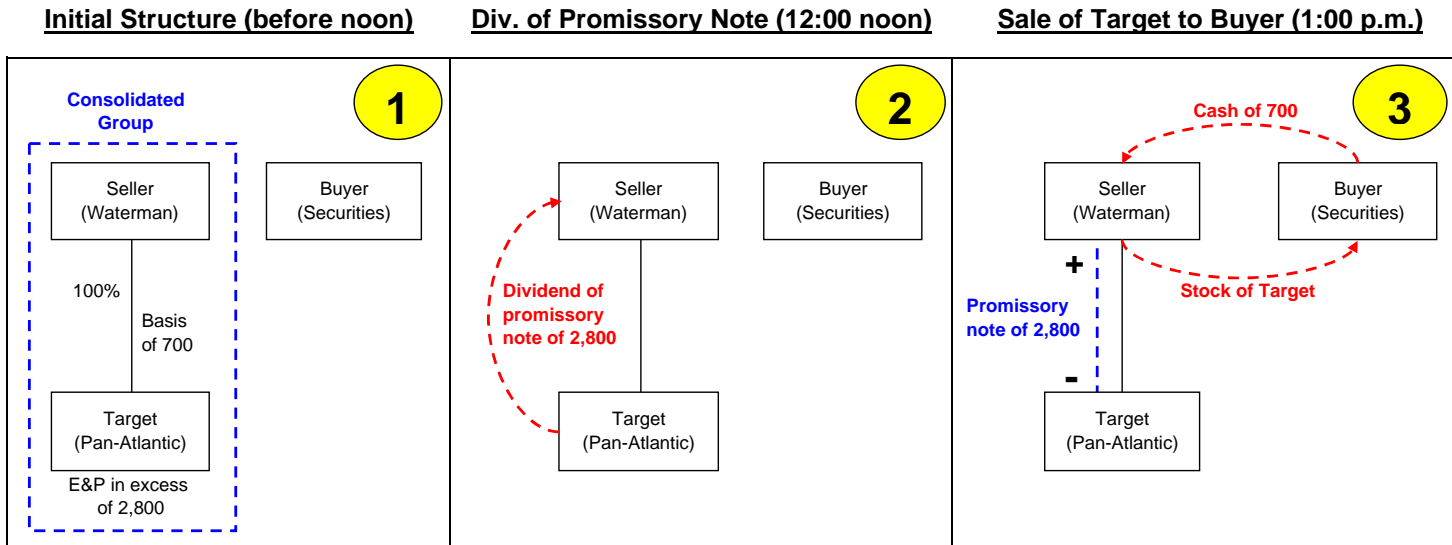 Initial Structure (before noon)
Div. of Promissory Note (12:00 noon)
Sale of Target to Buyer (1:00 p.m.)
1
Consolidated
Group
Seller
(Waterman)
Buyer
(Securities)
100%
Basis
of 700
Target
(Pan-Atlantic)
E&P in excess
of 2,800
2
Seller
(Waterman)
Buyer
(Securities)
Dividend of
promissory
note of 2,800
Target
(Pan-Atlantic)
3
Cash of 700
Seller
(Waterman)
Buyer
(Securities)
+
Stock of Target
Promissory
note of 2,800
-
Target
(Pan-Atlantic)